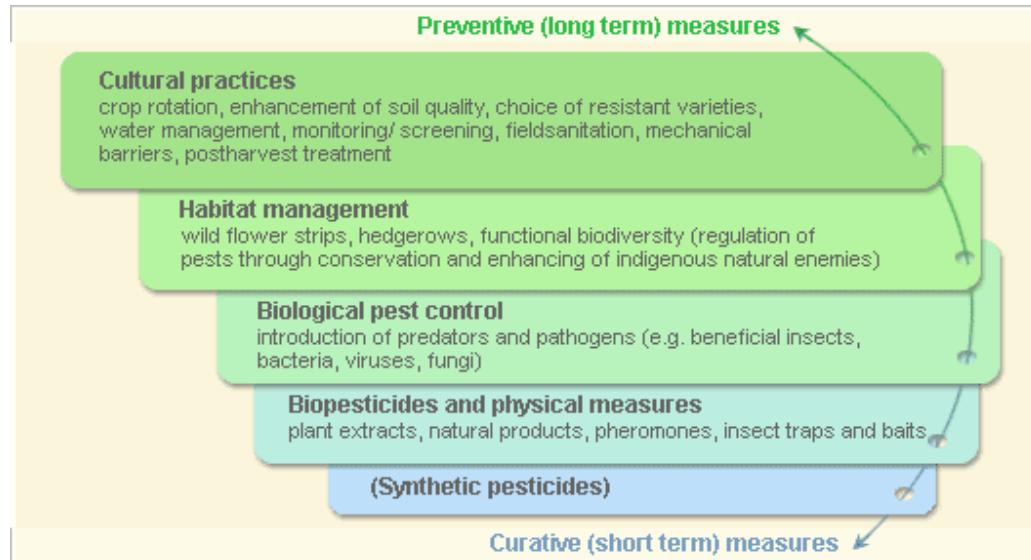 Preventive (long term) measures
Cultural practices
crop rotation, enhancement of soil quality, choice of resistant varieties,
water management, monitoring/ screening, fieldsanitation, mechanical
barriers, postharvest treatment
Habitat management
wild flower strips, hedgerows, functional biodiversity (regulation of
pests through conservation and enhancing of indigenous natural enemies)
Biological pest control
introduction of predators and pathogens (e.g. beneficial insects,
bacteria, viruses, fungi)
Biopesticides and physical measures
plant extracts, natural products, pheromones, insect traps and baits
(Synthetic pesticides)
Curative (short term) measures